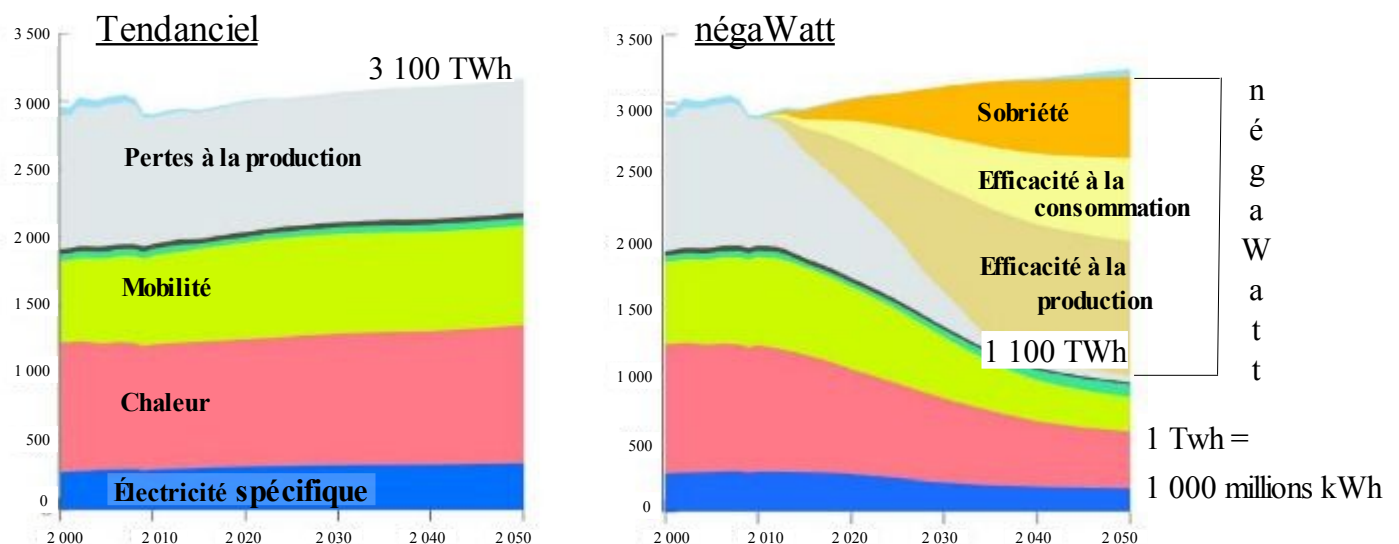 Tendanciel
3 500
3 100 TWh
3 000
Pertes à la production
2 500
2 000
Mobilité
1 500
1 000
Chaleur
500
Électricité spécifique
0
2 000 2 010 2 020 2 030 2 040 2 050
négaWatt
3 500
3 000
Sobriété
2 500
Efficacité à la
consommation
2 000
Efficacité à la
production
1 500
1 100 TWh
1 000
500
0
2 000 2 010 2 020 2 030 2 040 2 050
n
é
g
a
W
a
t
t
1 Twh =
1 000 millions kWh